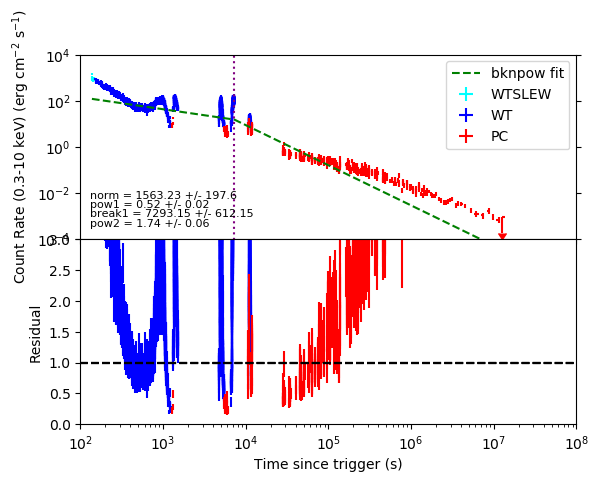 Count Rate (0.3-10 keV) (erg cm⁻² s⁻¹)
10⁴
10²
10⁰
10⁻²
10⁻⁴
bknpow fit
WTSLEW
WT
PC
norm = 1563.23 +/- 197.6
pow1 = 0.52 +/- 0.02
break1 = 7293.15 +/- 612.15
pow2 = 1.74 +/- 0.06
Residual
3.0
2.5
2.0
1.5
1.0
0.5
0.0
10² 10³ 10⁴ 10⁵ 10⁶ 10⁷ 10⁸
Time since trigger (s)